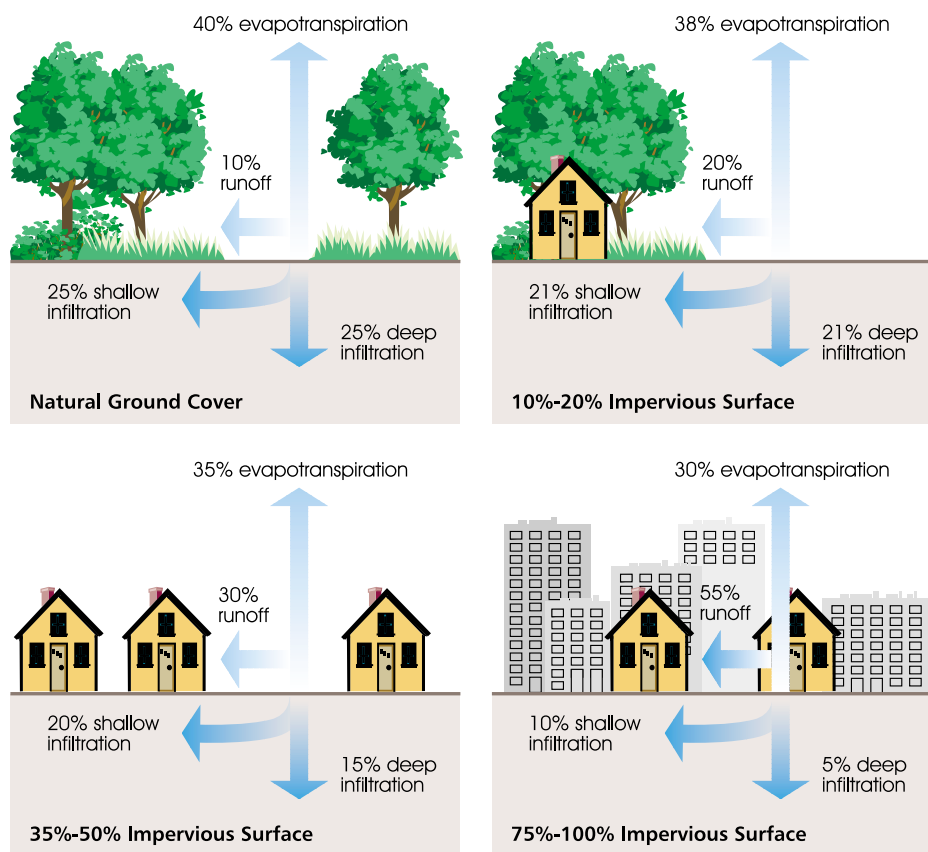 40% evapotranspiration
10%
runoff
25% shallow
infiltration
25% deep
infiltration
Natural Ground Cover
38% evapotranspiration
20%
runoff
21% shallow
infiltration
21% deep
infiltration
10%-20% Impervious Surface
35% evapotranspiration
30%
runoff
20% shallow
infiltration
15% deep
infiltration
35%-50% Impervious Surface
30% evapotranspiration
55%
runoff
10% shallow
infiltration
5% deep
infiltration
75%-100% Impervious Surface